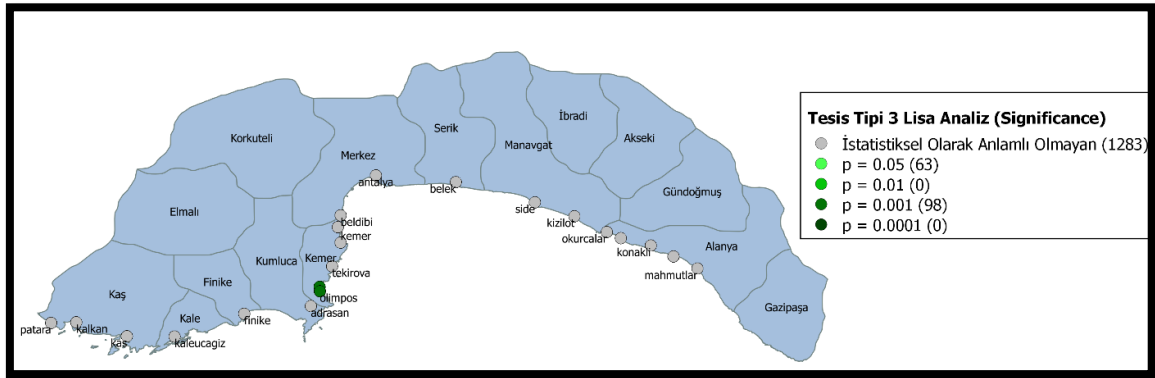 Tesis Tipi 3 Lisa Analiz (Significance)
İstatistiksel Olarak Anlamlı Olmayan (1283)
p = 0.05 (63)
p = 0.01 (0)
p = 0.001 (98)
p = 0.0001 (0)
İbradi
Serik
Akseki
Korkuteli
Manavgat
Merkez
antalya
belek
Gündoğmuş
Elmalı
side
beldibi
kizilot
kemer
okurcalar
konakli
Alanya
Kumluca
Kemer
tekirova
mahmutlar
Finike
Kaş
olimpos
Gazipaşa
adrasan
Kale
finike
patara
kalkan
kaş
kaleucagiz